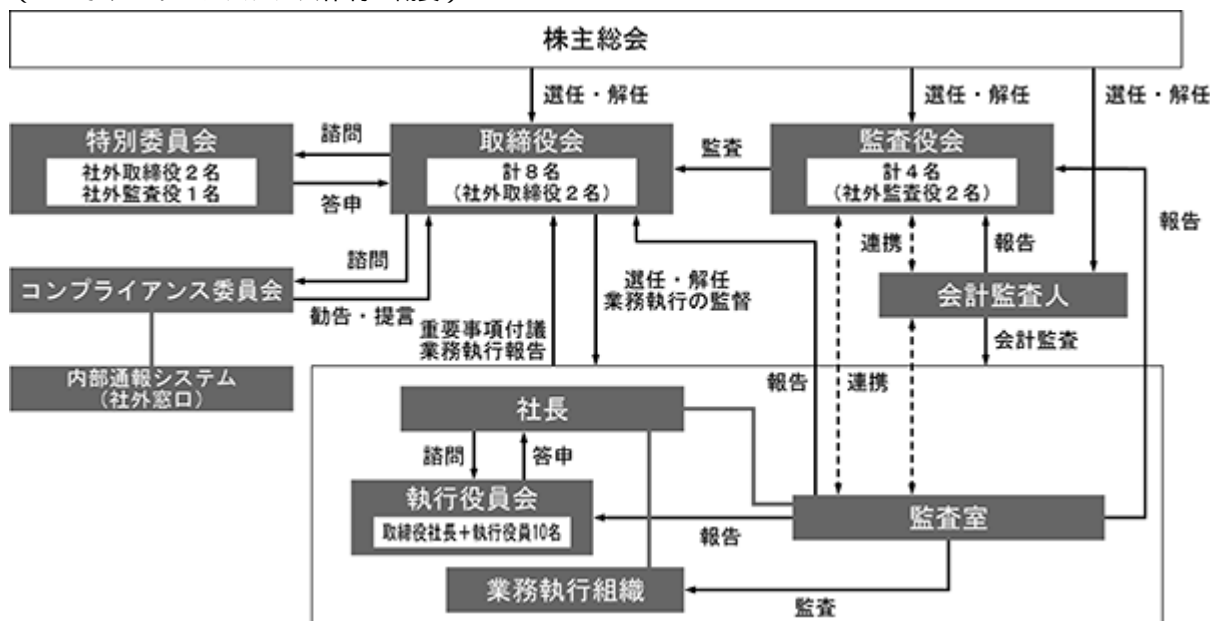 株主総会
選任・解任
選任・解任
選任・解任
特別委員会
社外取締役2名
社外監査役1名
諮問
答申
取締役会
計8名
(社外取締役2名)
監査
監査役会
計4名
(社外監査役2名)
報告
諮問
選任・解任
業務執行の監督
連携
報告
コンプライアンス委員会
勧告・提言
会計監査人
重要事項付議
業務執行報告
会計監査
内部通報システム
(社外窓口)
報告
連携
社長
諮問
答申
執行役員会
取締役社長+執行役員10名
報告
監査室
業務執行組織
監査